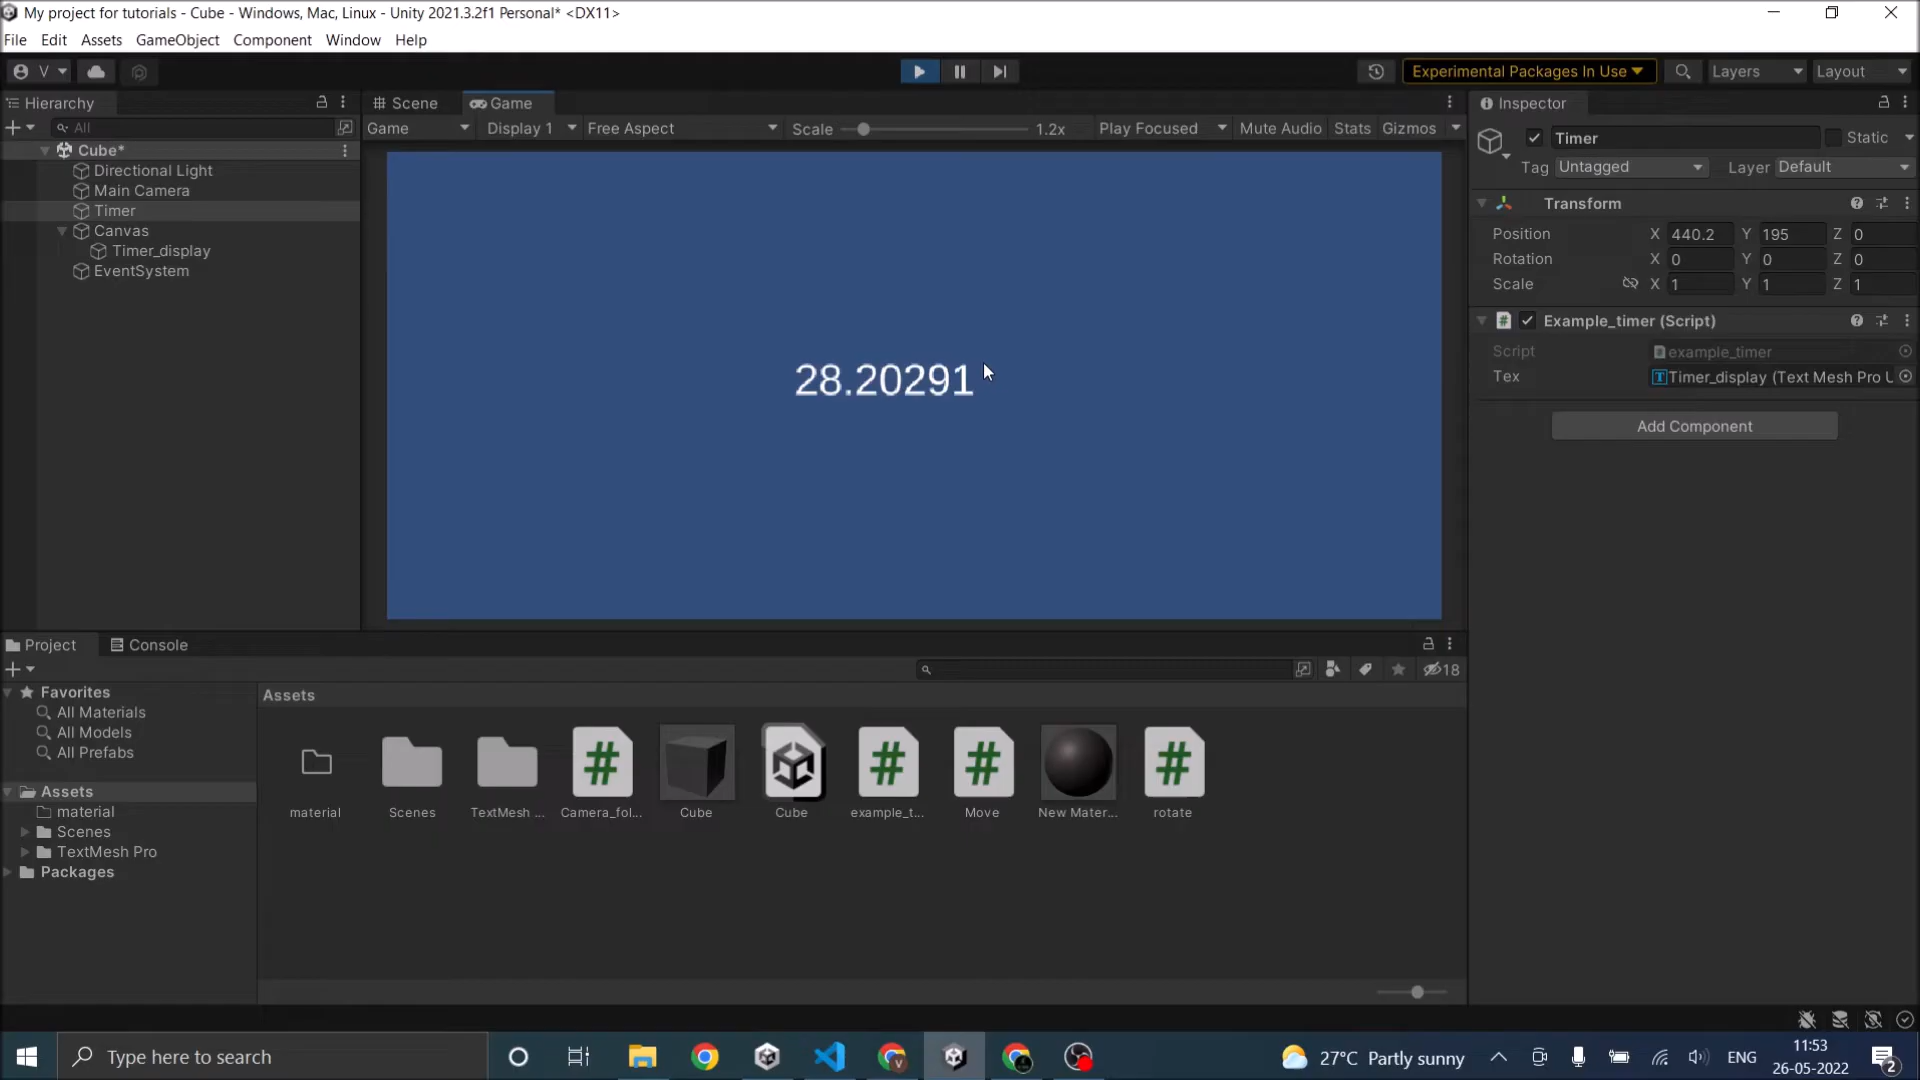 My project for tutorials - Cube - Windows, Mac, Linux - Unity 2021.3.2f1 Personal* <DX11>
File Edit Assets GameObject Component Window Help
V Experimental Packages In Use Layers Layout
Hierarchy Scene Game Inspector
All Game Display 1 Free Aspect Scale 1.2x Play Focused Mute Audio Stats Gizmos
Timer Static
Cube*
Tag Untagged Layer Default
Directional Light
Main Camera
Timer
Canvas
Timer_display
EventSystem
Transform
Position X 440.2 Y 195 Z 0
Rotation X 0 Y 0 Z 0
Scale X 1 Y 1 Z 1
Example_timer (Script)
Script example_timer
Tex Timer_display (Text Mesh Pro U
Add Component
28.20291
Project Console
18
Favorites
All Materials
All Models
All Prefabs
Assets
material
Scenes
TextMesh Pro
Packages
Assets
material Scenes TextMesh ... Camera_fol... Cube Cube example_t... Move New Mater... rotate
Type here to search
27°C Partly sunny
ENG
11:53
26-05-2022
2